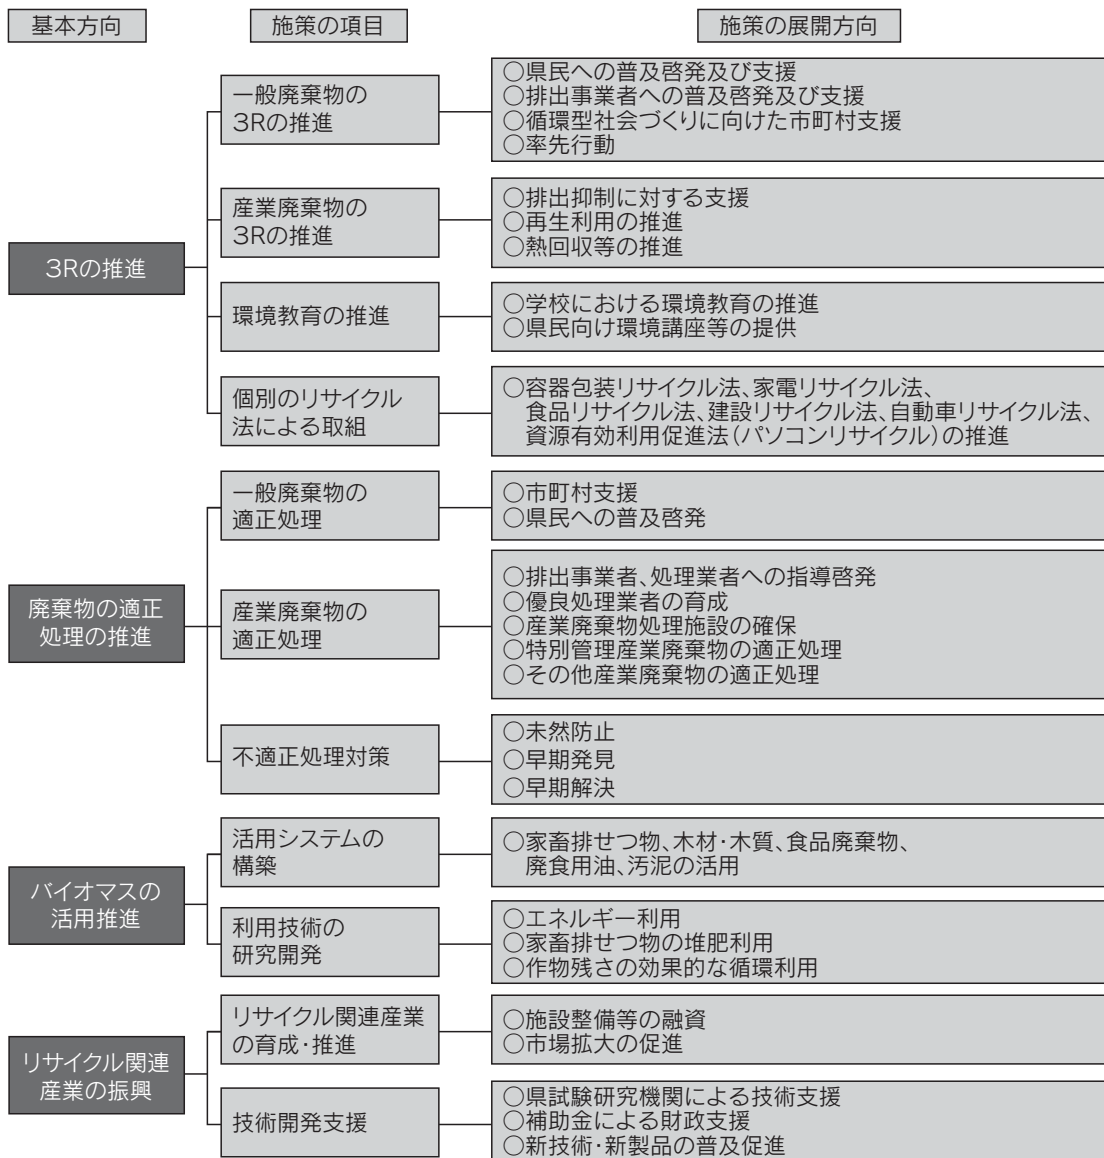 基本方向
施策の項目
施策の展開方向
3Rの推進
一般廃棄物の
3Rの推進
○県民への普及啓発及び支援
○排出事業者への普及啓発及び支援
○循環型社会づくりに向けた市町村支援
○率先行動
産業廃棄物の
3Rの推進
○排出抑制に対する支援
○再生利用の推進
○熱回収等の推進
環境教育の推進
○学校における環境教育の推進
○県民向け環境講座等の提供
個別のリサイクル
法による取組
○容器包装リサイクル法、家電リサイクル法、
食品リサイクル法、建設リサイクル法、自動車リサイクル法、
資源有効利用促進法(パソコンリサイクル)の推進
廃棄物の適正
処理の推進
一般廃棄物の
適正処理
○市町村支援
○県民への普及啓発
産業廃棄物の
適正処理
○排出事業者、処理業者への指導啓発
○優良処理業者の育成
○産業廃棄物処理施設の確保
○特別管理産業廃棄物の適正処理
○その他産業廃棄物の適正処理
不適正処理対策
○未然防止
○早期発見
○早期解決
バイオマスの
活用推進
活用システムの
構築
○家畜排せつ物、木材・木質、食品廃棄物、
廃食用油、汚泥の活用
利用技術の
研究開発
○エネルギー利用
○家畜排せつ物の堆肥利用
○作物残さの効果的な循環利用
リサイクル関連
産業の振興
リサイクル関連産業
の育成・推進
○施設整備等の融資
○市場拡大の促進
技術開発支援
○県試験研究機関による技術支援
○補助金による財政支援
○新技術・新製品の普及促進